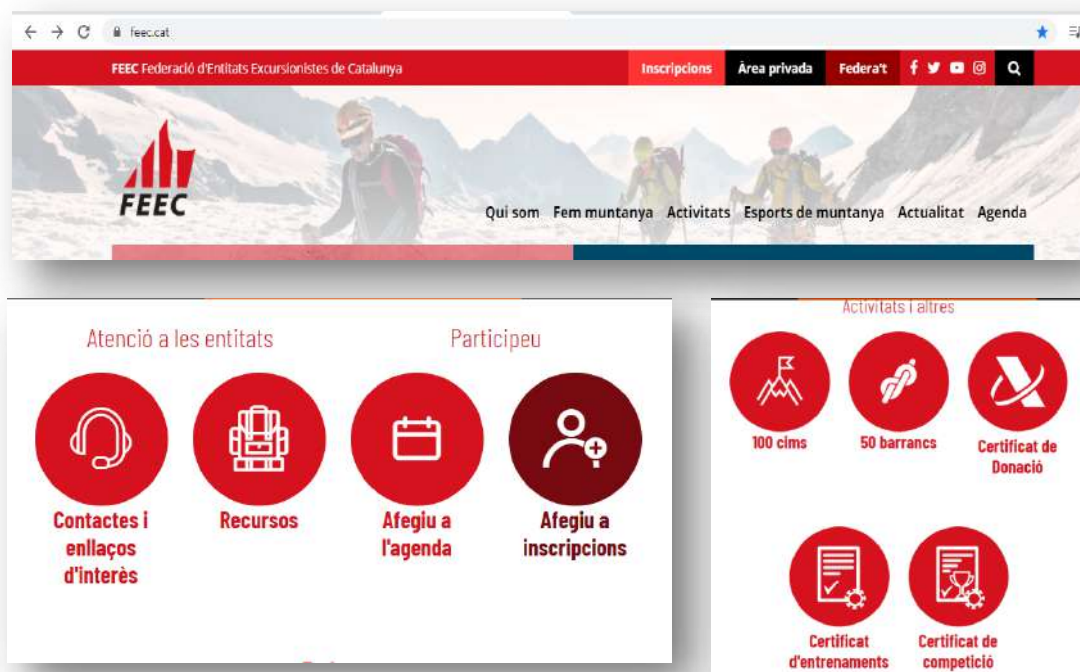 feec.cat
FEEC Federació d'Entitats Excursionistes de Catalunya
Inscripcions
Àrea privada
Federa't
FEEC
Qui som Fem muntanya Activitats Esports de muntanya Actualitat Agenda
Atenció a les entitats
Participeu
Contactes i
enllaços
d'interès
Recursos
Afegiu a
l'agenda
Afegiu a
inscripcions
Activitats i altres
100 cims
50 barrancs
Certificat de
Donació
Certificat
d'entrenaments
Certificat de
competició